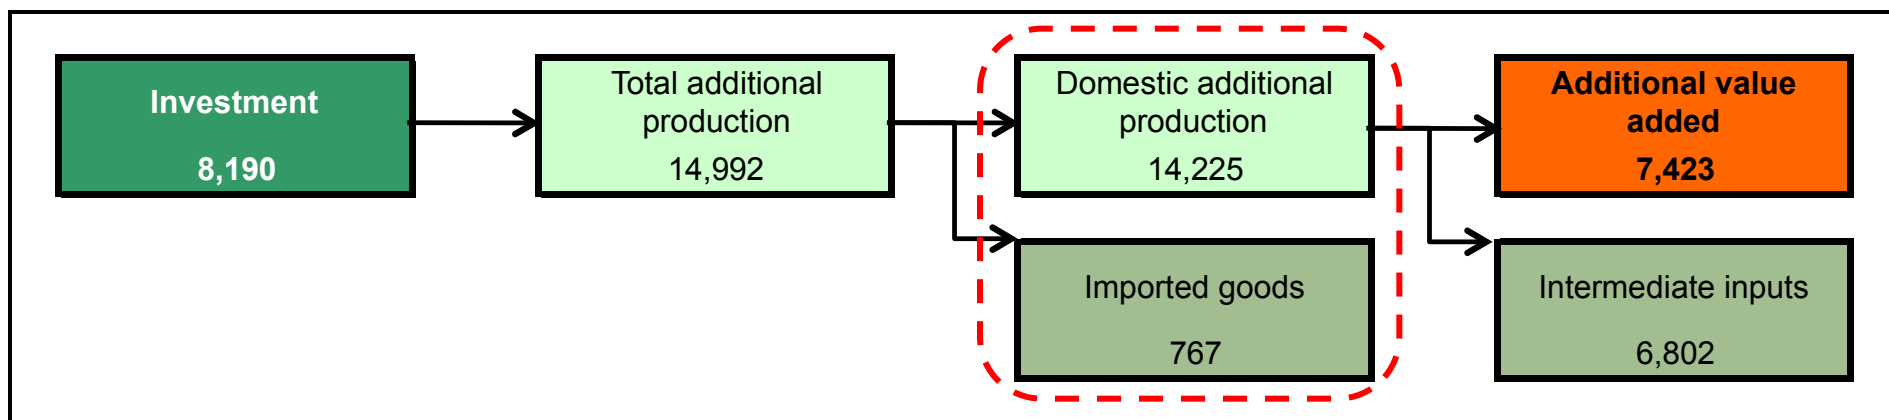 Investment
8,190
Total additional
production
14,992
Domestic additional
production
14,225
Additional value
added
7,423
Imported goods
767
Intermediate inputs
6,802